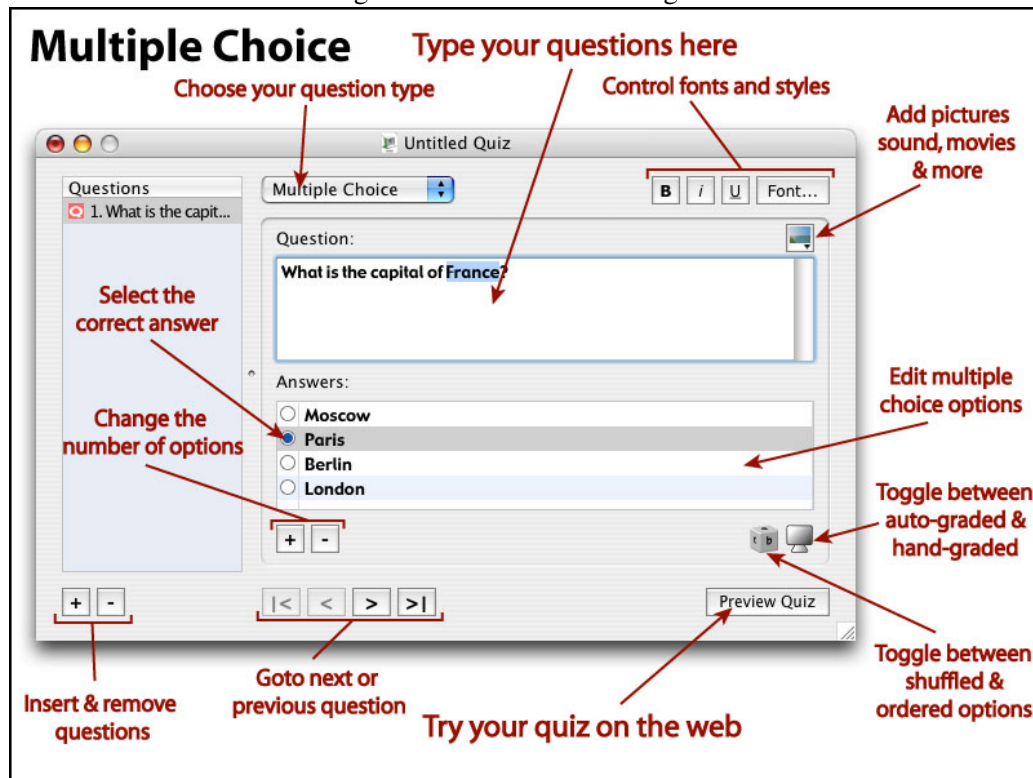 Multiple Choice
Type your questions here
Choose your question type
Control fonts and styles
Add pictures
sound, movies
& more
Untitled Quiz
Questions
1. What is the capit...
Multiple Choice
B i U Font...
Question:
What is the capital of France?
Select the
correct answer
Answers:
Moscow
Paris
Berlin
London
Change the
number of options
Edit multiple
choice options
Toggle between
auto-graded &
hand-graded
+ -
t b
+ -
|< < > >|
Preview Quiz
Insert & remove
questions
Goto next or
previous question
Try your quiz on the web
Toggle between
shuffled &
ordered options